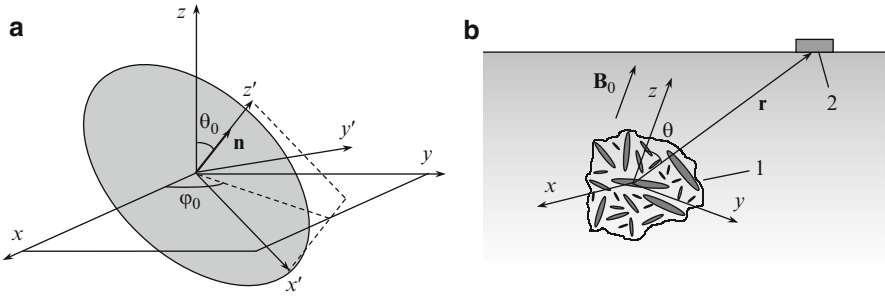 a
z
z′
θ₀
n
y′
y
φ₀
x
x′
b
B₀
z
r
2
θ
1
x
y